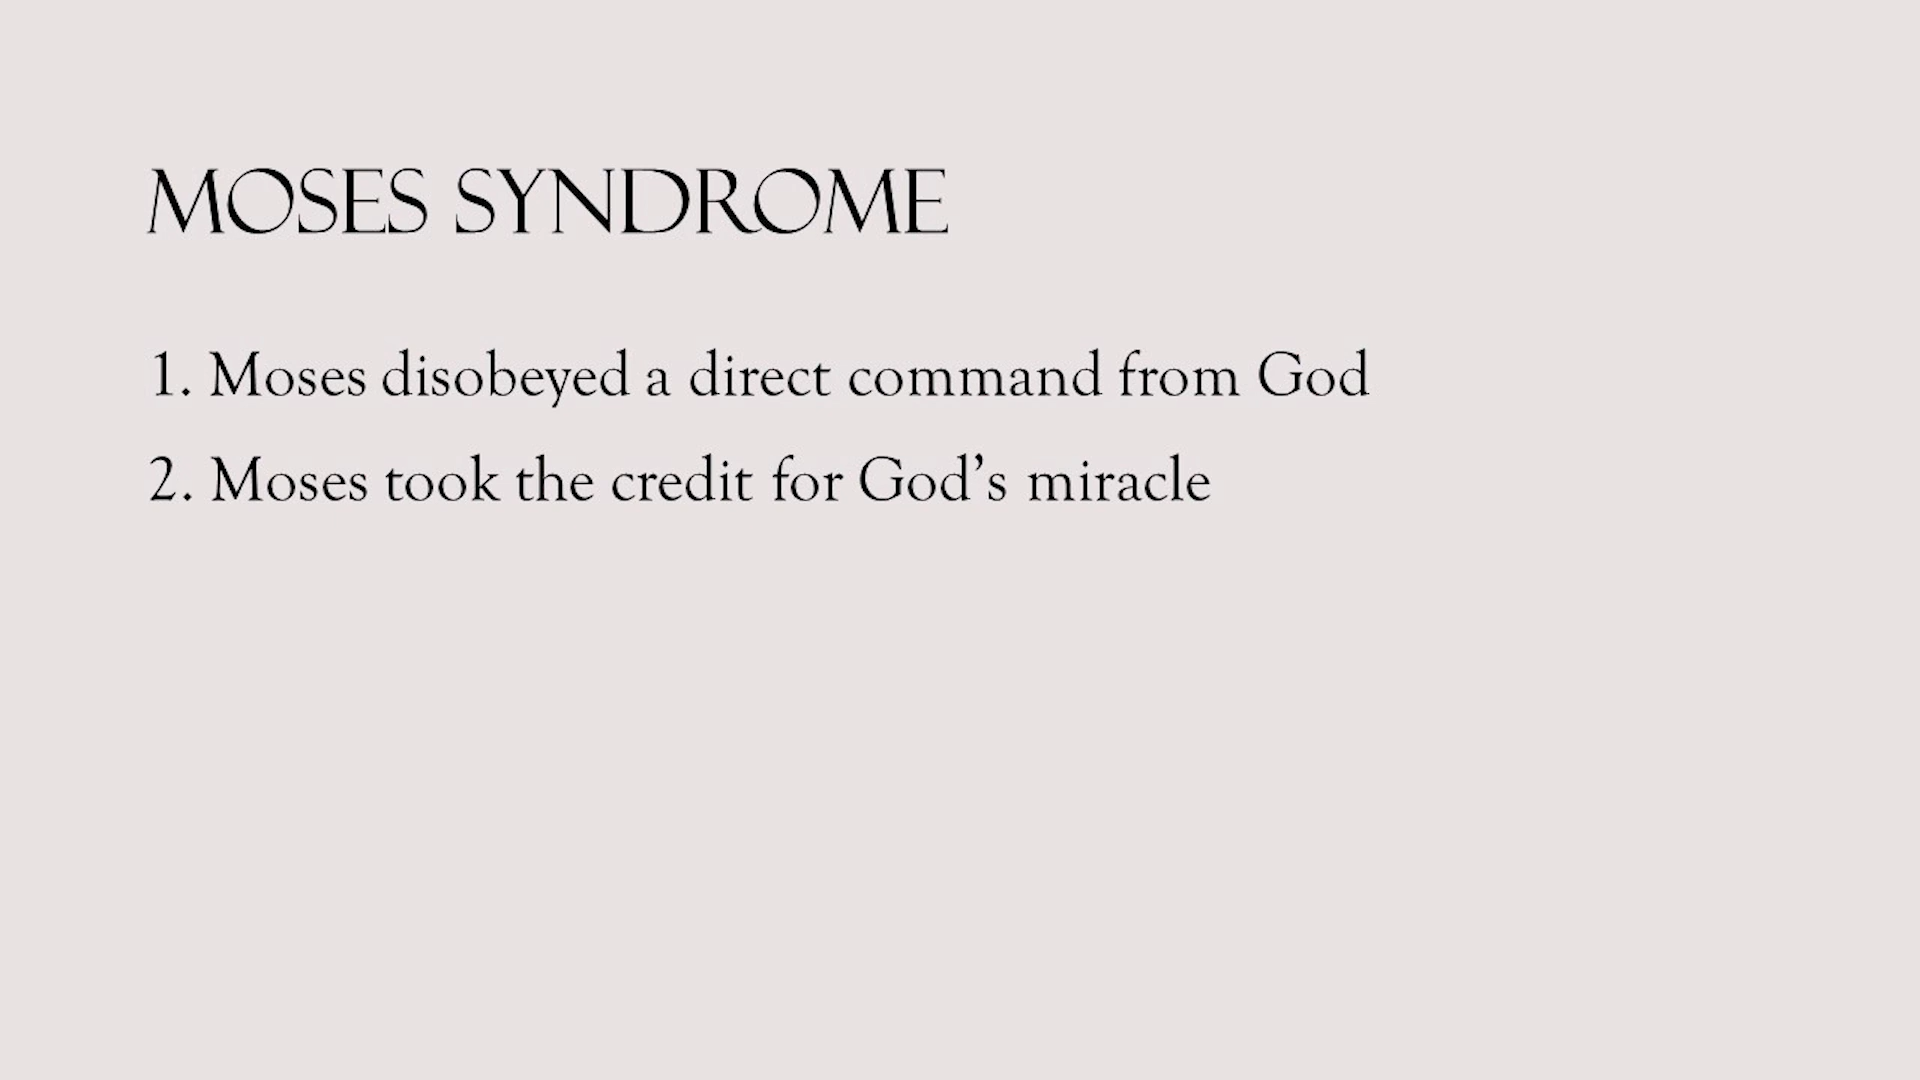 MOSES SYNDROME
1. Moses disobeyed a direct command from God
2. Moses took the credit for God’s miracle